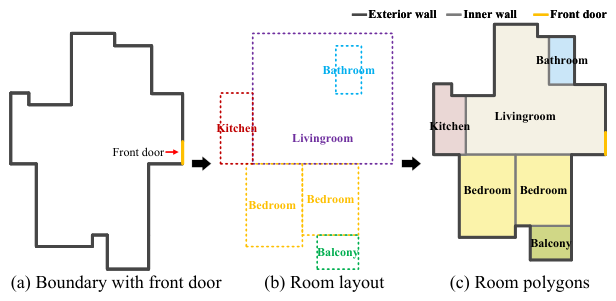 Exterior wall Inner wall Front door
Bathroom
Bathroom
Kitchen
Livingroom
Livingroom
Kitchen
Front door
Bedroom
Bedroom
Bedroom
Bedroom
Balcony
Balcony
(a) Boundary with front door
(b) Room layout
(c) Room polygons